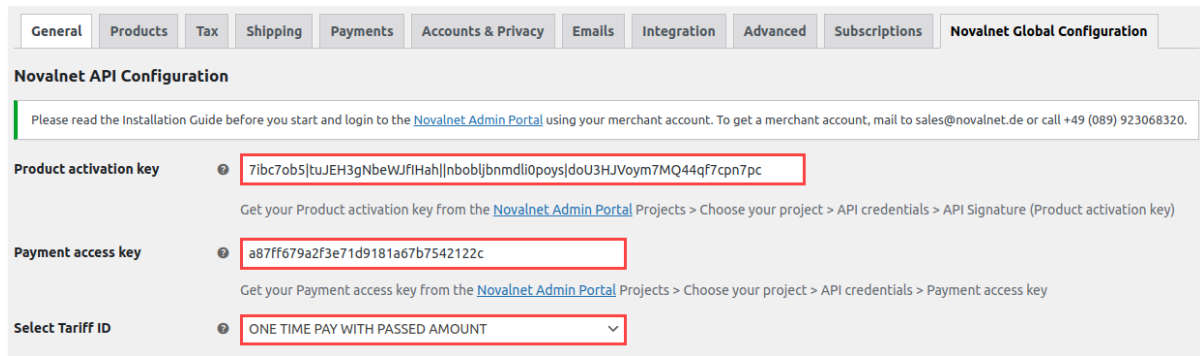 General Products Tax Shipping Payments Accounts & Privacy Emails Integration Advanced Subscriptions Novalnet Global Configuration
Novalnet API Configuration
Please read the Installation Guide before you start and login to the Novalnet Admin Portal using your merchant account. To get a merchant account, mail to sales@novalnet.de or call +49 (089) 923068320.
Product activation key 7ibc7ob5|tuJEH3gNbeWJfIHah||nbobljbnmdli0poys|doU3HJVoym7MQ44qf7cpn7pc
Get your Product activation key from the Novalnet Admin Portal Projects > Choose your project > API credentials > API Signature (Product activation key)
Payment access key a87ff679a2f3e71d9181a67b7542122c
Get your Payment access key from the Novalnet Admin Portal Projects > Choose your project > API credentials > Payment access key
Select Tariff ID ONE TIME PAY WITH PASSED AMOUNT